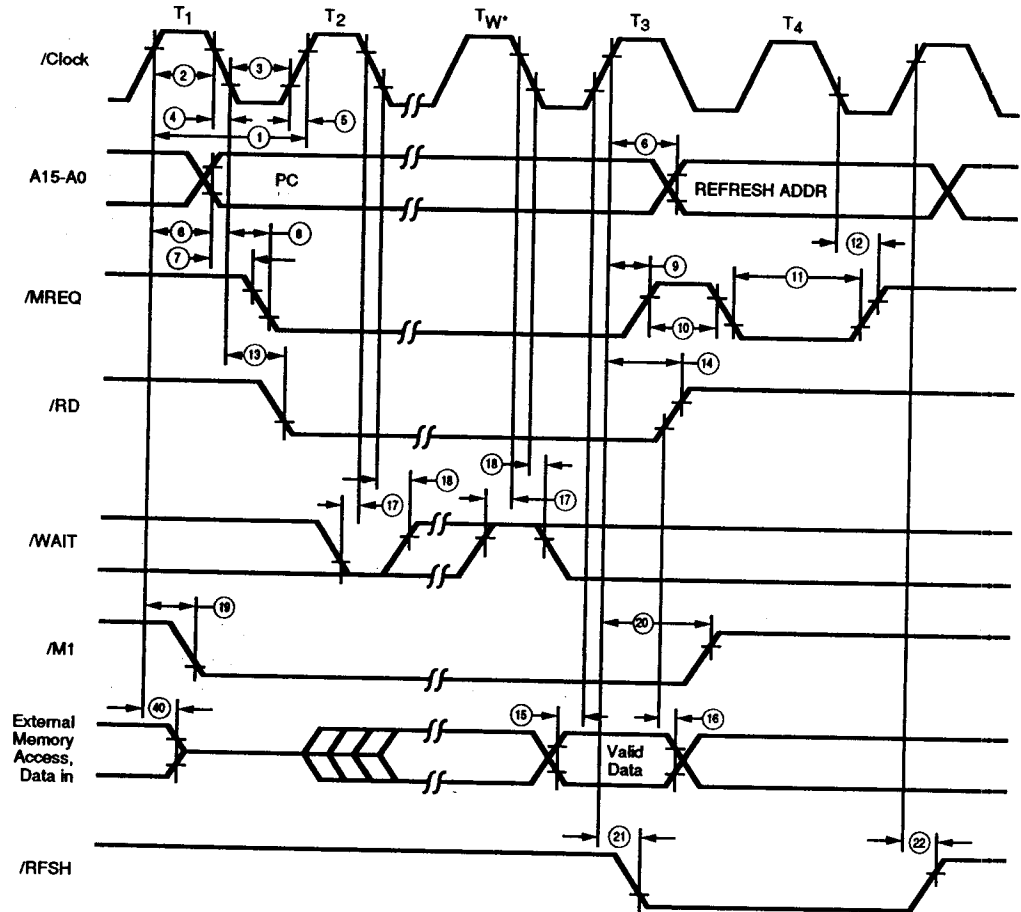 T1 T2 TW* T3 T4
/Clock
2 3
4 5
1
A15-A0 PC 6 REFRESH ADDR
6 8
7
12
/MREQ 9 11
10
13 14
/RD
18 18
17 17
/WAIT
19 20
/M1
40 15 16
External
Memory
Access,
Data in
Valid
Data
21 22
/RFSH